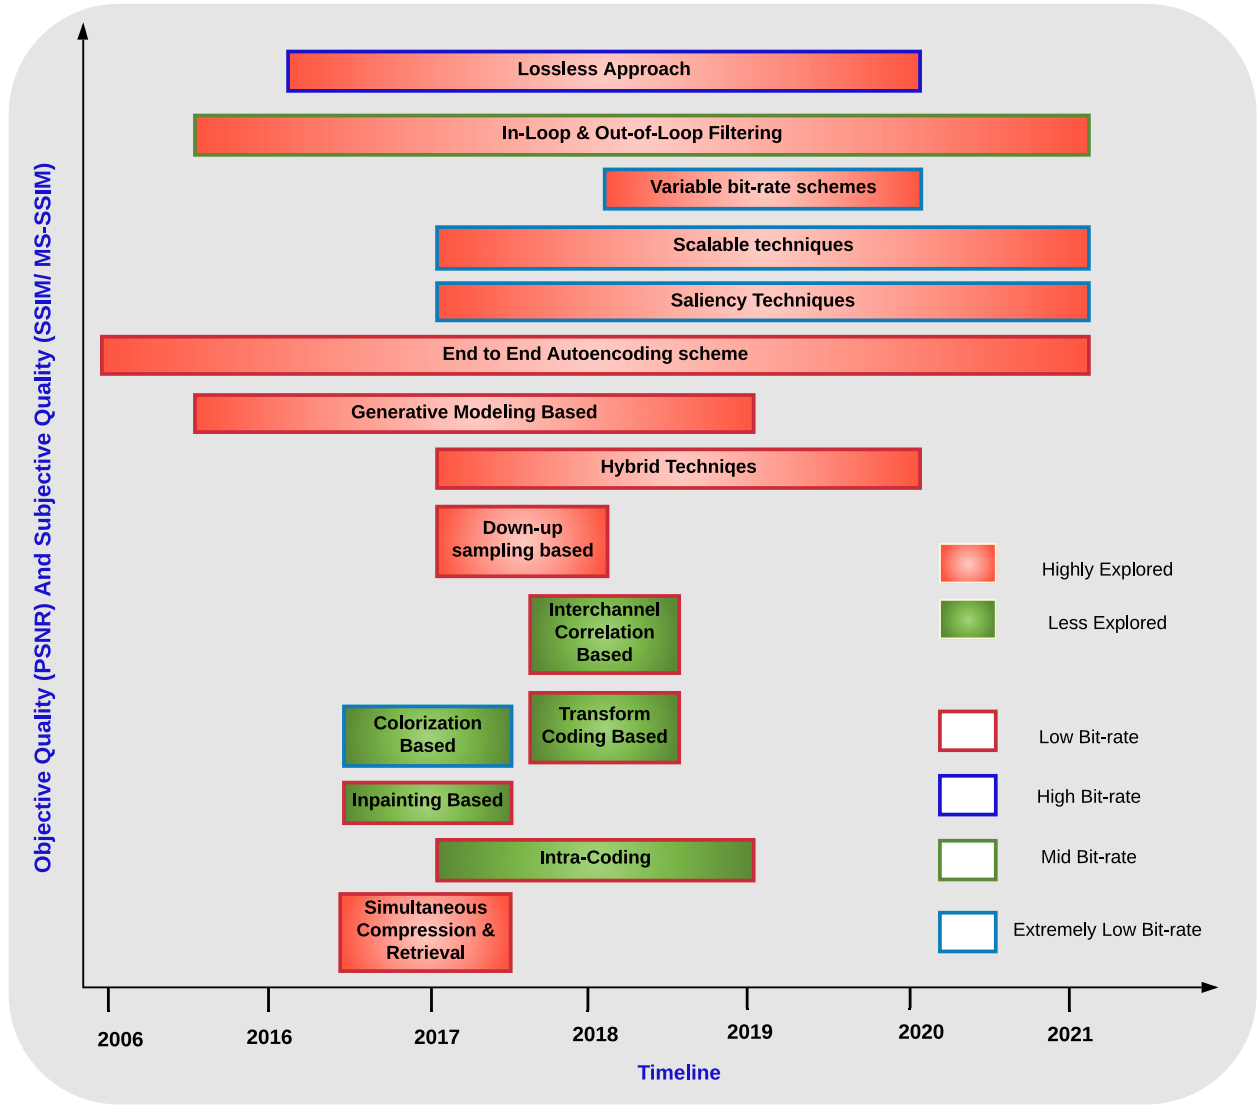 Objective Quality (PSNR) And Subjective Quality (SSIM/ MS-SSIM)
Lossless Approach
In-Loop & Out-of-Loop Filtering
Variable bit-rate schemes
Scalable techniques
Saliency Techniques
End to End Autoencoding scheme
Generative Modeling Based
Hybrid Techniqes
Down-up
sampling based
Interchannel
Correlation
Based
Colorization
Based
Transform
Coding Based
Inpainting Based
Intra-Coding
Simultaneous
Compression &
Retrieval
Highly Explored
Less Explored
Low Bit-rate
High Bit-rate
Mid Bit-rate
Extremely Low Bit-rate
2006
2016
2017
2018
2019
2020
2021
Timeline